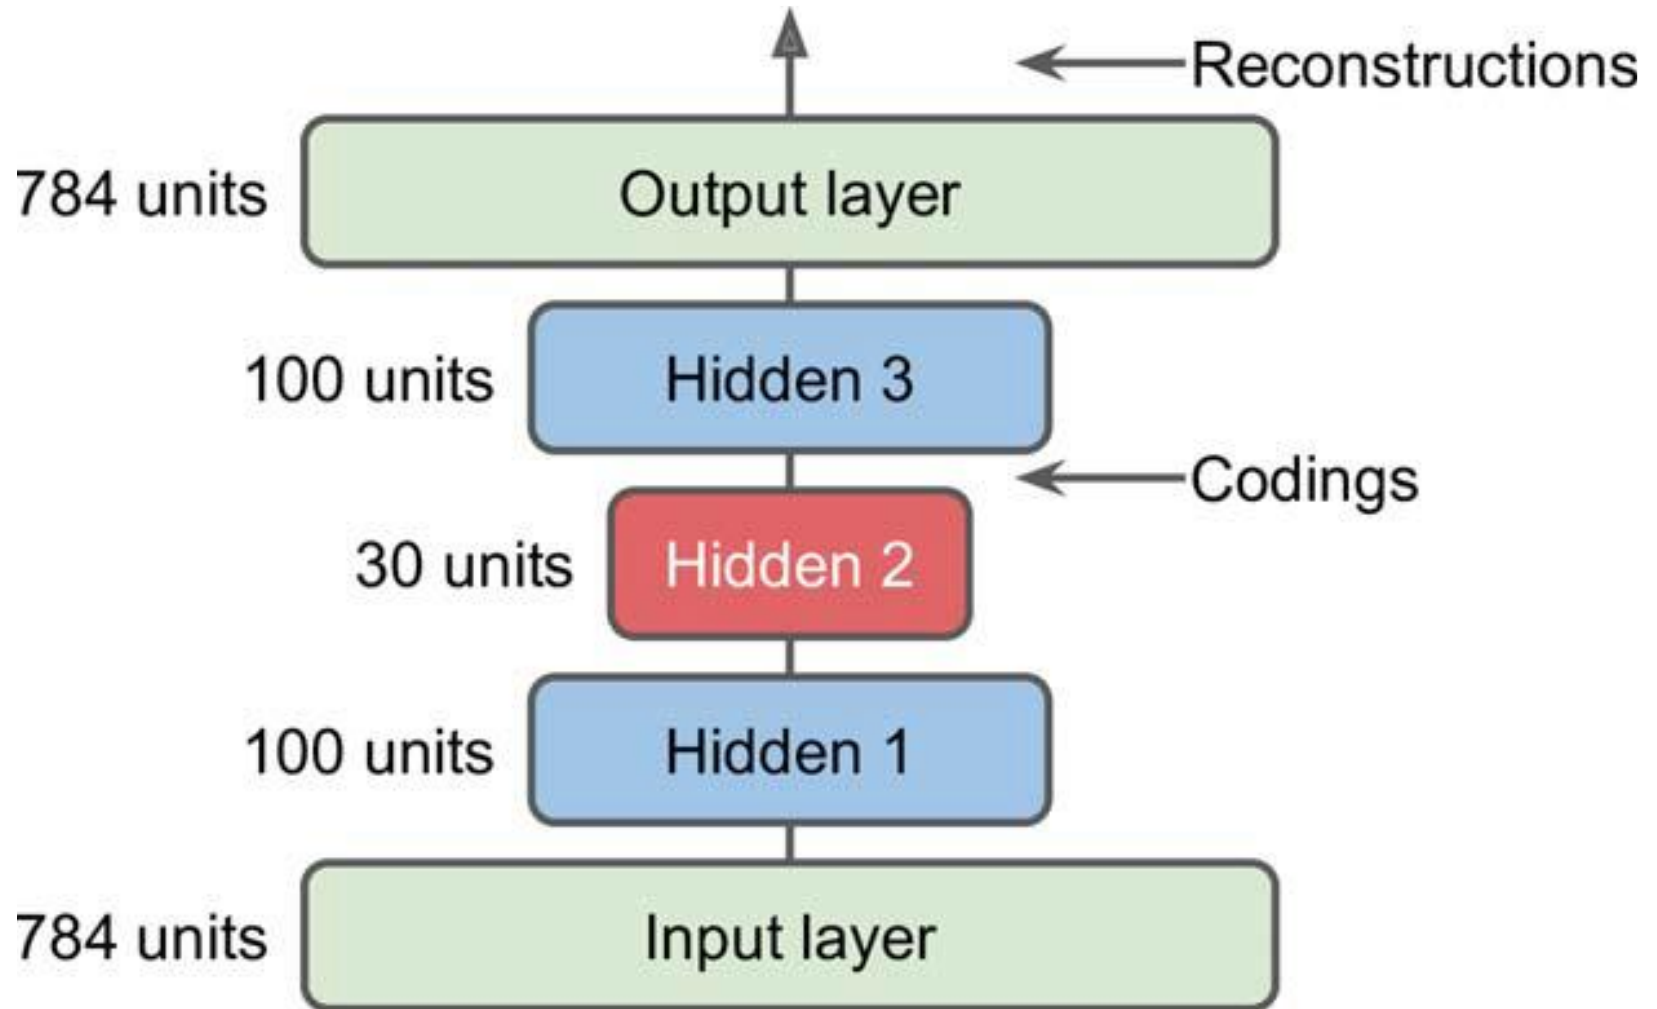 Reconstructions
784 units
Output layer
100 units
Hidden 3
Codings
30 units
Hidden 2
100 units
Hidden 1
784 units
Input layer